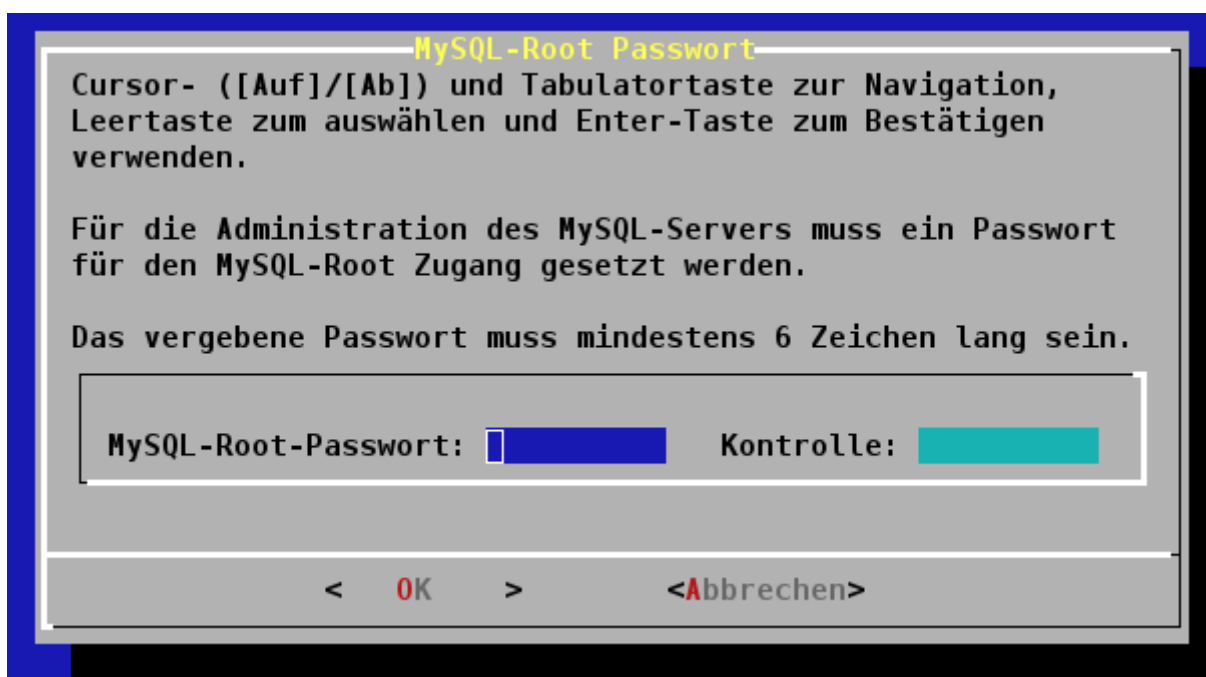 MySQL-Root Passwort
Cursor- ([Auf]/[Ab]) und Tabulatortaste zur Navigation,
Leertaste zum auswählen und Enter-Taste zum Bestätigen
verwenden.
Für die Administration des MySQL-Servers muss ein Passwort
für den MySQL-Root Zugang gesetzt werden.
Das vergebene Passwort muss mindestens 6 Zeichen lang sein.
MySQL-Root-Passwort: Kontrolle:
< OK > <Abbrechen>